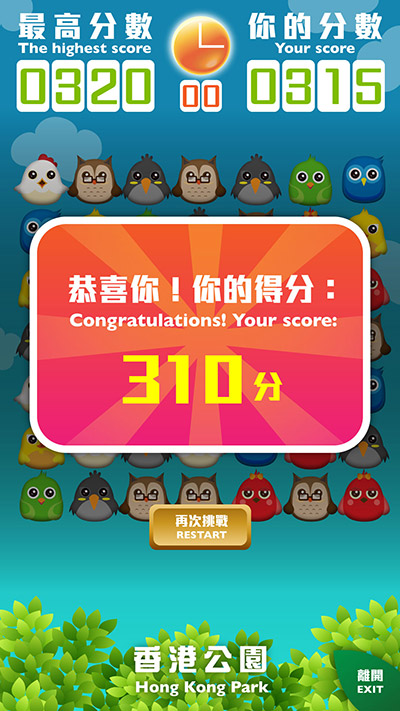 最高分數
The highest score
0320
00
你的分數
Your score
0315
恭喜你！你的得分：
Congratulations! Your score:
310分
再次挑戰
RESTART
香港公園
Hong Kong Park
離開
EXIT